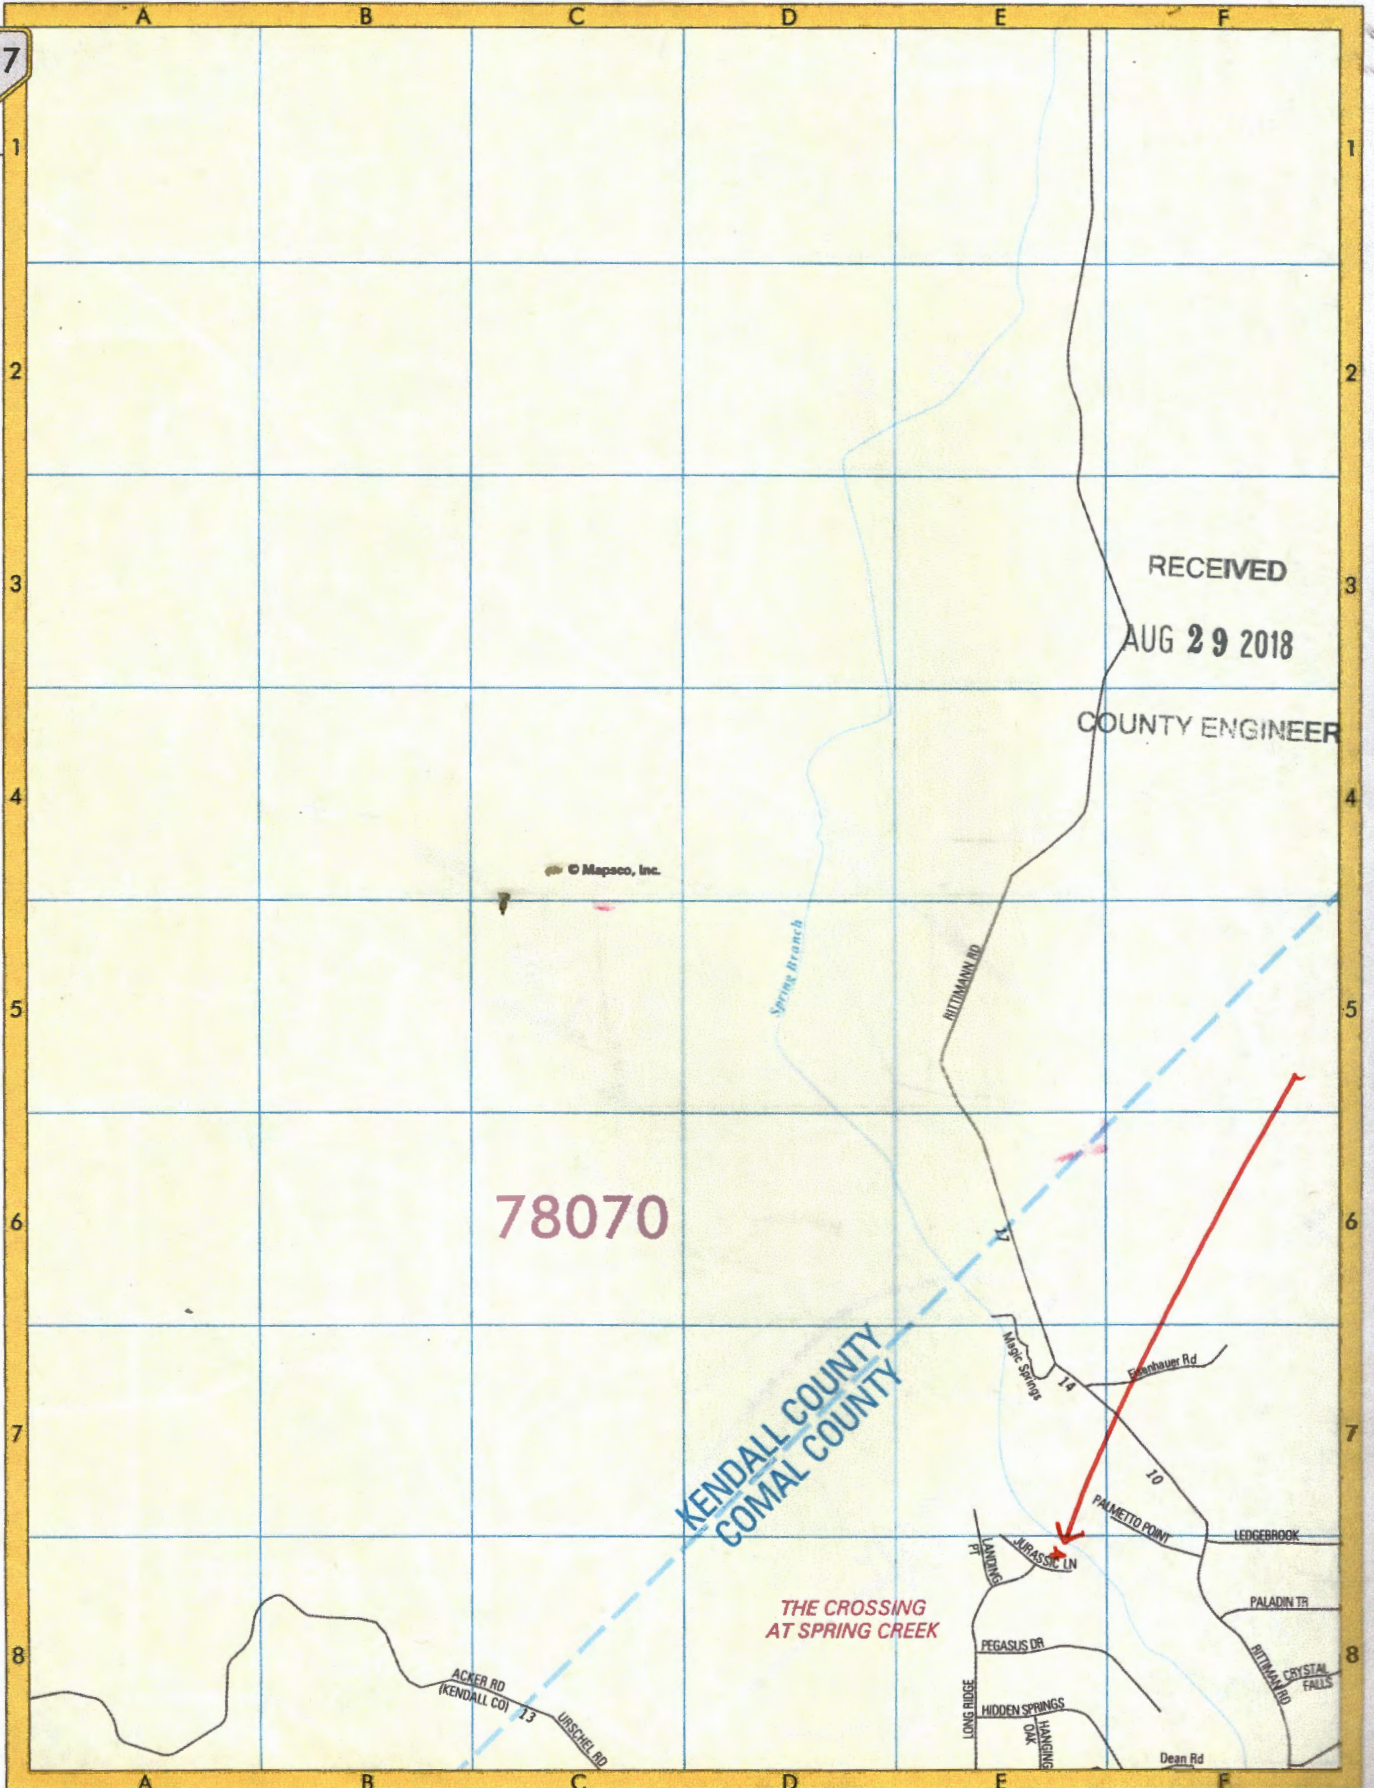 A B C D E F
7
1 1
2 2
3 3
RECEIVED
AUG 29 2018
COUNTY ENGINEER
4 4
© Mapsco, Inc.
Spring Branch
RITTIMANN RD
5 5
78070
6 6
17
KENDALL COUNTY
COMAL COUNTY
Magic Springs
14
Eisenhauer Rd
7 7
10
PALMETTO POINT
LEDGEBROOK
LANDING
PT
JURASSIC LN
THE CROSSING
AT SPRING CREEK
PALADIN TR
PEGASUS DR
8 8
RITTIMAN RD
CRYSTAL
FALLS
ACKER RD
(KENDALL CO)
13
URSCHEL RD
LONG RIDGE
HIDDEN SPRINGS
HANGING
OAK
Dean Rd
A B C D E F